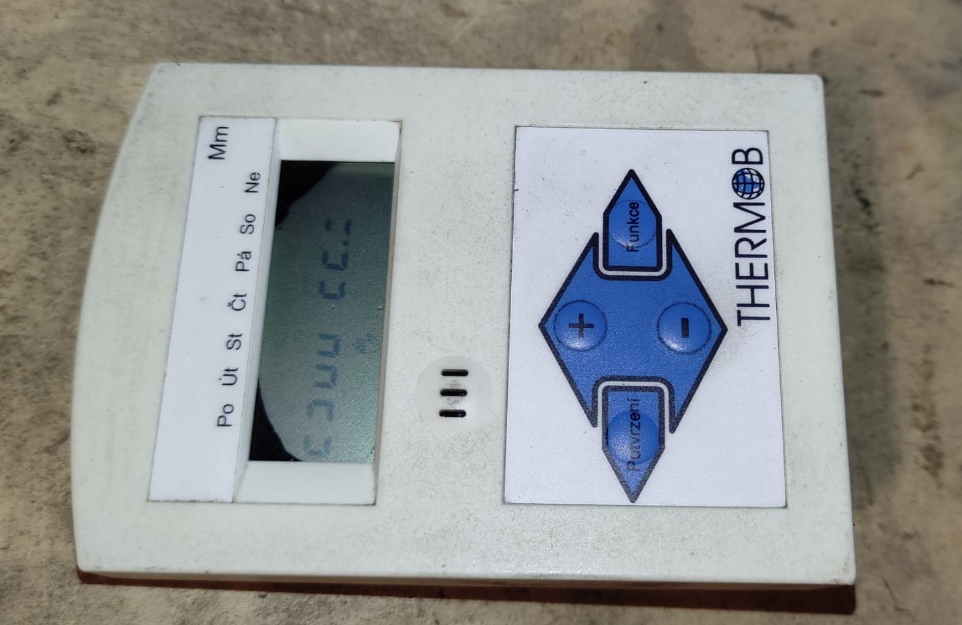 Mm
Po Út St Čt Pá So Ne
Funkce
+
-
Potvrzení
THERMOB